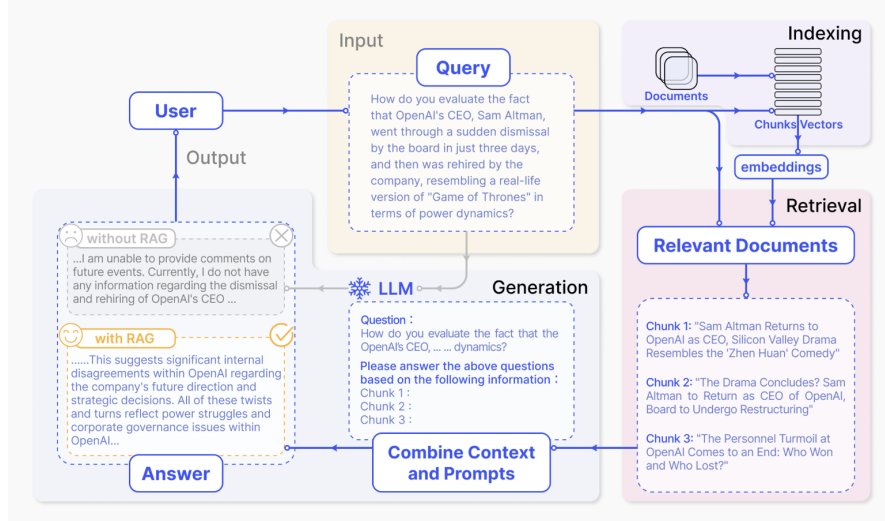 Input
Query
How do you evaluate the fact
that OpenAI's CEO, Sam Altman,
went through a sudden dismissal
by the board in just three days,
and then was rehired by the
company, resembling a real-life
version of "Game of Thrones" in
terms of power dynamics?
Indexing
Documents
Chunks
Vectors
embeddings
User
Output
Retrieval
Relevant Documents
Chunk 1: "Sam Altman Returns to
OpenAI as CEO, Silicon Valley Drama
Resembles the 'Zhen Huan' Comedy"
Chunk 2: "The Drama Concludes? Sam
Altman to Return as CEO of OpenAI,
Board to Undergo Restructuring"
Chunk 3: "The Personnel Turmoil at
OpenAI Comes to an End: Who Won
and Who Lost?"
LLM
Generation
Question :
How do you evaluate the fact that the
OpenAI's CEO, ... ... dynamics?
Please answer the above questions
based on the following information :
Chunk 1 :
Chunk 2 :
Chunk 3 :
Combine Context
and Prompts
without RAG
...I am unable to provide comments on
future events. Currently, I do not have
any information regarding the dismissal
and rehiring of OpenAI's CEO ...
with RAG
......This suggests significant internal
disagreements within OpenAI regarding
the company's future direction and
strategic decisions. All of these twists
and turns reflect power struggles and
corporate governance issues within
OpenAI...
Answer